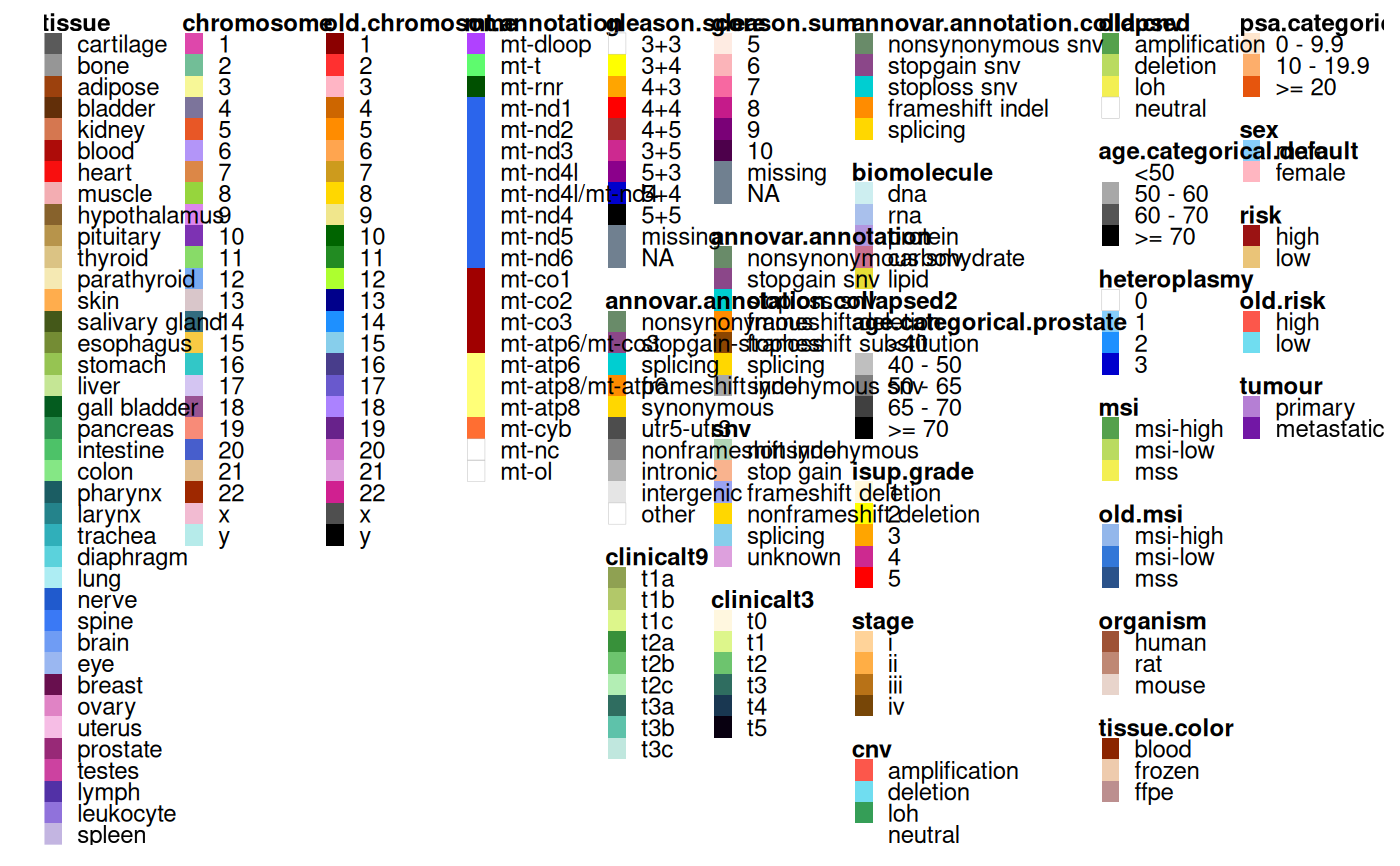 tissue
cartilage
bone
adipose
bladder
kidney
blood
heart
muscle
hypothalamus
pituitary
thyroid
parathyroid
skin
salivary gland
esophagus
stomach
liver
gall bladder
pancreas
intestine
colon
pharynx
larynx
trachea
diaphragm
lung
nerve
spine
brain
eye
breast
ovary
uterus
prostate
testes
lymph
leukocyte
spleen
chromosome
1
2
3
4
5
6
7
8
9
10
11
12
13
14
15
16
17
18
19
20
21
22
x
y
old.chromosome
1
2
3
4
5
6
7
8
9
10
11
12
13
14
15
16
17
18
19
20
21
22
x
y
mt.annotation
mt-dloop
mt-t
mt-rnr
mt-nd1
mt-nd2
mt-nd3
mt-nd4l
mt-nd4l/mt-nd4
mt-nd4
mt-nd5
mt-nd6
mt-co1
mt-co2
mt-co3
mt-atp6/mt-co3
mt-atp6
mt-atp8/mt-atp6
mt-atp8
mt-cyb
mt-nc
mt-ol
gleason.score
3+3
3+4
4+3
4+4
4+5
3+5
5+3
5+4
5+5
missing
NA
annovar.annotation.collapsed2
nonsynonymous
stopgain-stoploss
splicing
frameshift indel
synonymous
utr5-utr3
nonframeshift indel
intronic
intergenic
other
clinicalt9
t1a
t1b
t1c
t2a
t2b
t2c
t3a
t3b
t3c
gleason.sum
5
6
7
8
9
10
missing
NA
annovar.annotation
nonsynonymous snv
stopgain snv
stoploss snv
frameshift deletion
frameshift substitution
splicing
synonymous snv
snv
nonsynonymous
stop gain
frameshift deletion
nonframeshift deletion
splicing
unknown
clinicalt3
t0
t1
t2
t3
t4
t5
annovar.annotation.collapsed
nonsynonymous snv
stopgain snv
stoploss snv
frameshift indel
splicing
biomolecule
dna
rna
protein
carbohydrate
lipid
age.categorical.prostate
<40
40 - 50
50 - 65
65 - 70
>= 70
isup.grade
1
2
3
4
5
stage
i
ii
iii
iv
cnv
amplification
deletion
loh
neutral
old.cnv
amplification
deletion
loh
neutral
age.categorical.default
<50
50 - 60
60 - 70
>= 70
heteroplasmy
0
1
2
3
msi
msi-high
msi-low
mss
old.msi
msi-high
msi-low
mss
organism
human
rat
mouse
tissue.color
blood
frozen
ffpe
psa.categoric
0 - 9.9
10 - 19.9
>= 20
sex
male
female
risk
high
low
old.risk
high
low
tumour
primary
metastatic